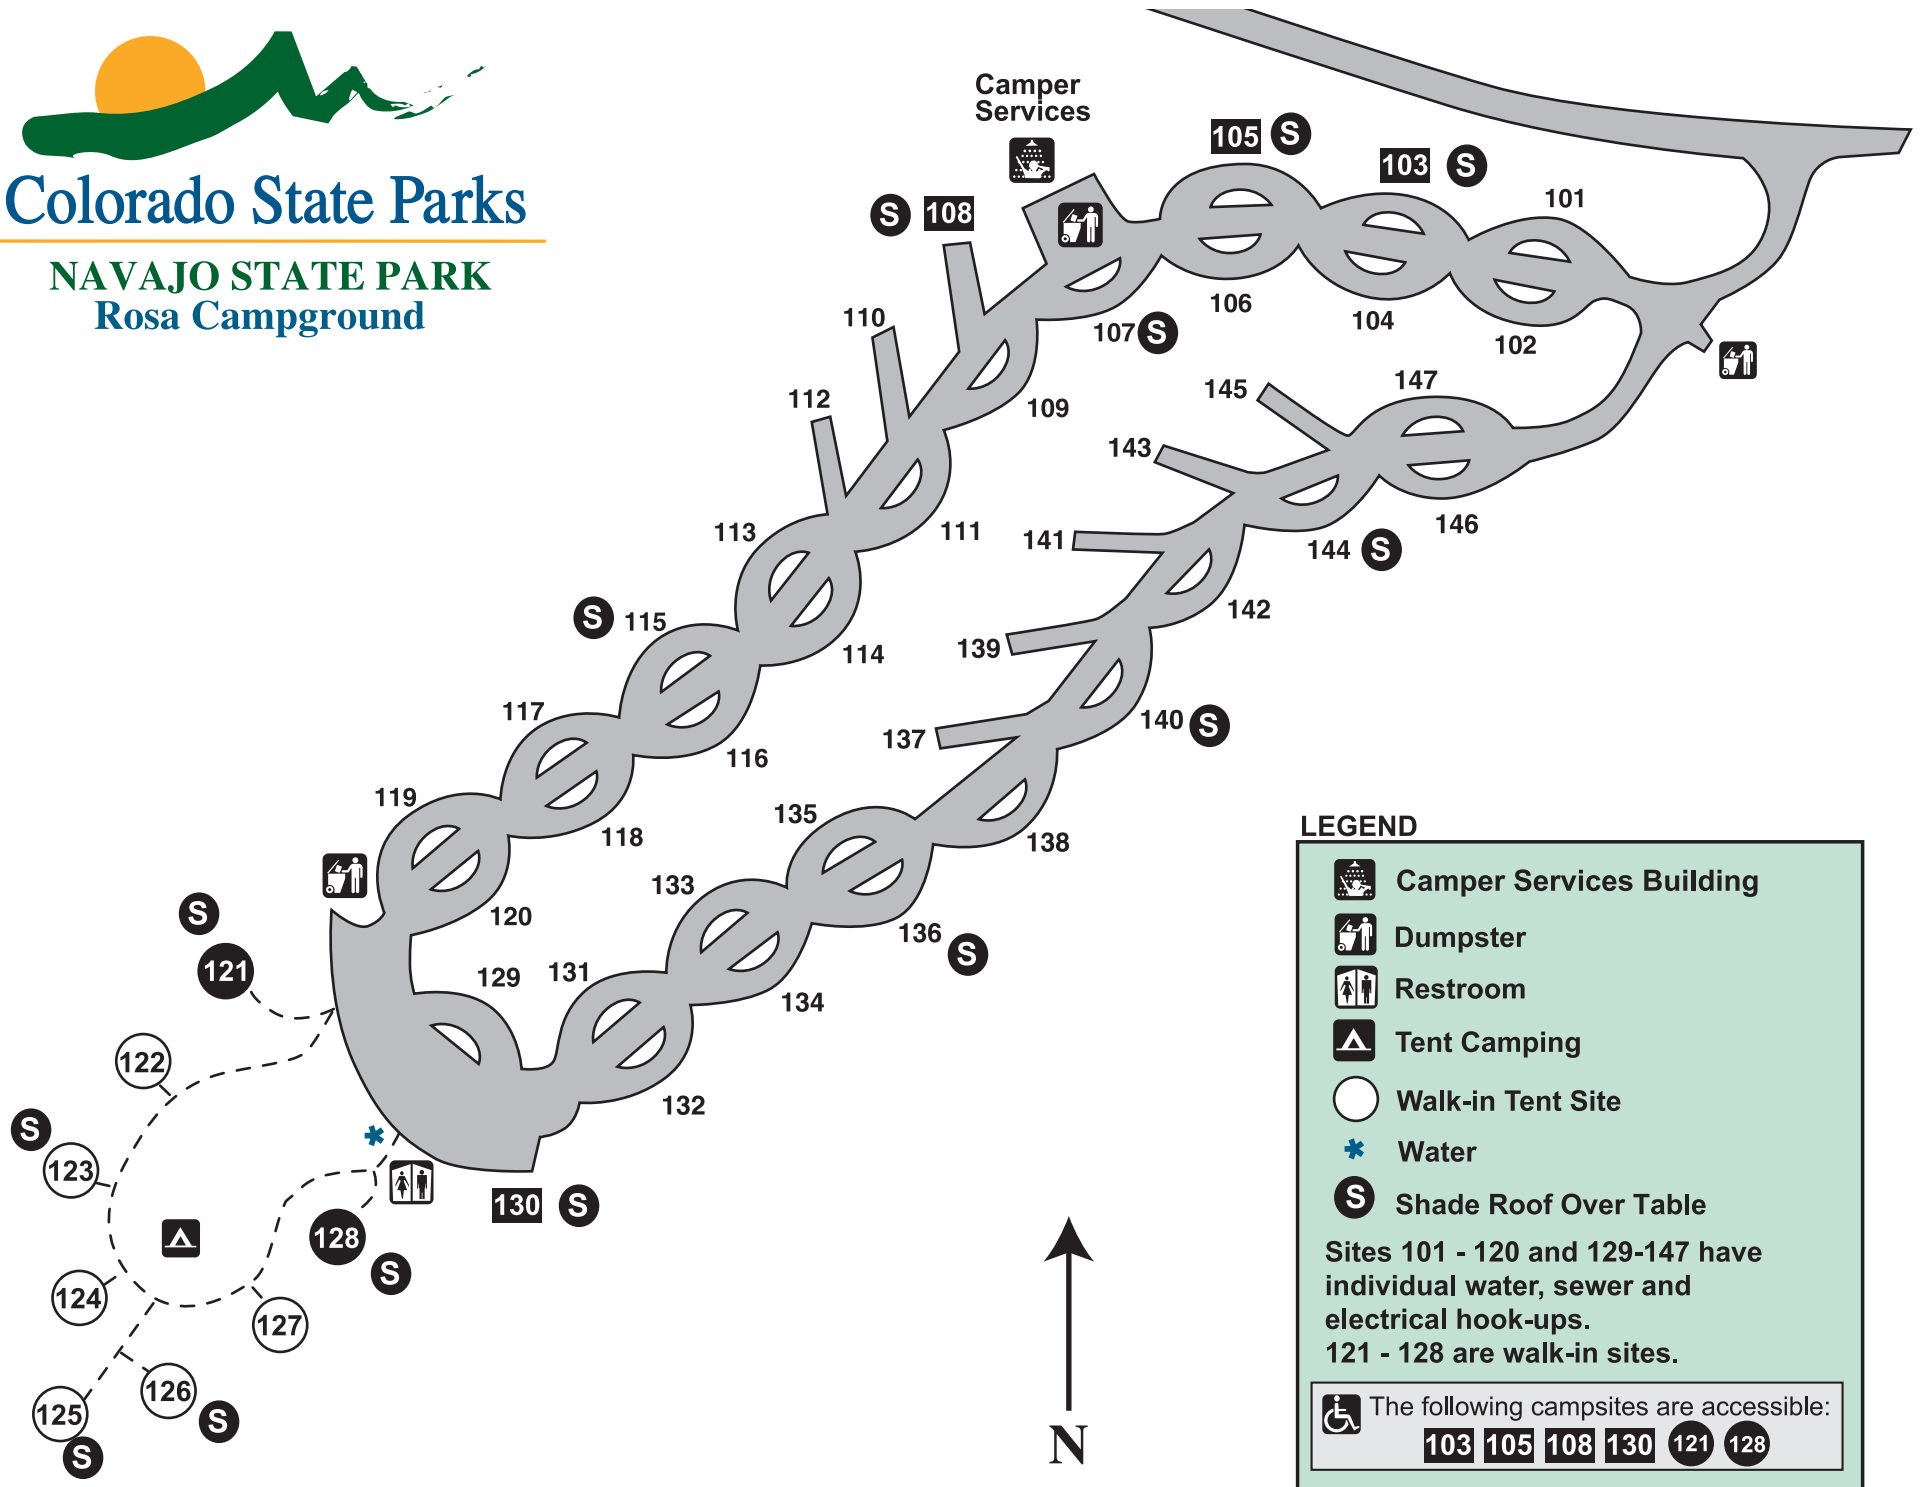 Colorado State Parks
NAVAJO STATE PARK
Rosa Campground
Camper
Services
105 S
103 S
101
S 108
110
107 S
106
104
102
112
109
145
147
143
113
111
141
144 S
146
S 115
114
139
142
117
116
137
140 S
119
118
135
138
133
120
136 S
S
121
129
131
134
122
132
S
123
130 S
128
S
124
127
126
S
125
S
N
LEGEND
Camper Services Building
Dumpster
Restroom
Tent Camping
Walk-in Tent Site
* Water
S Shade Roof Over Table
Sites 101 - 120 and 129-147 have
individual water, sewer and
electrical hook-ups.
121 - 128 are walk-in sites.
The following campsites are accessible:
103 105 108 130 121 128